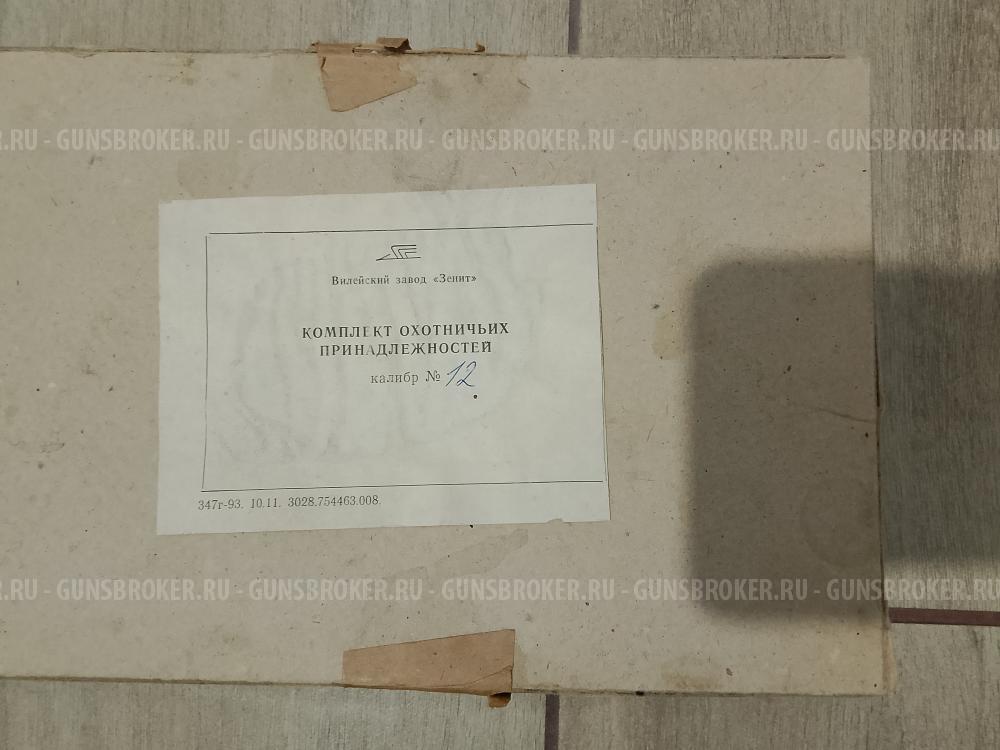 .RU - GUNSBROKER.RU - GUNSBROKER.RU - GUNSBROKER.RU - GUNSBROKER.RU - GUNSBROKER.RU
Вилейский завод «Зенит»
КОМПЛЕКТ ОХОТНИЧЬИХ
ПРИНАДЛЕЖНОСТЕЙ
калибр № 12
347г-93. 10.11. 3028.754463.008.
.RU - GUNSBROKER.RU - GUNSBROKER.RU - GUNSBROKER.RU - GUNSBROKER.RU - GUNSBROKER.RU